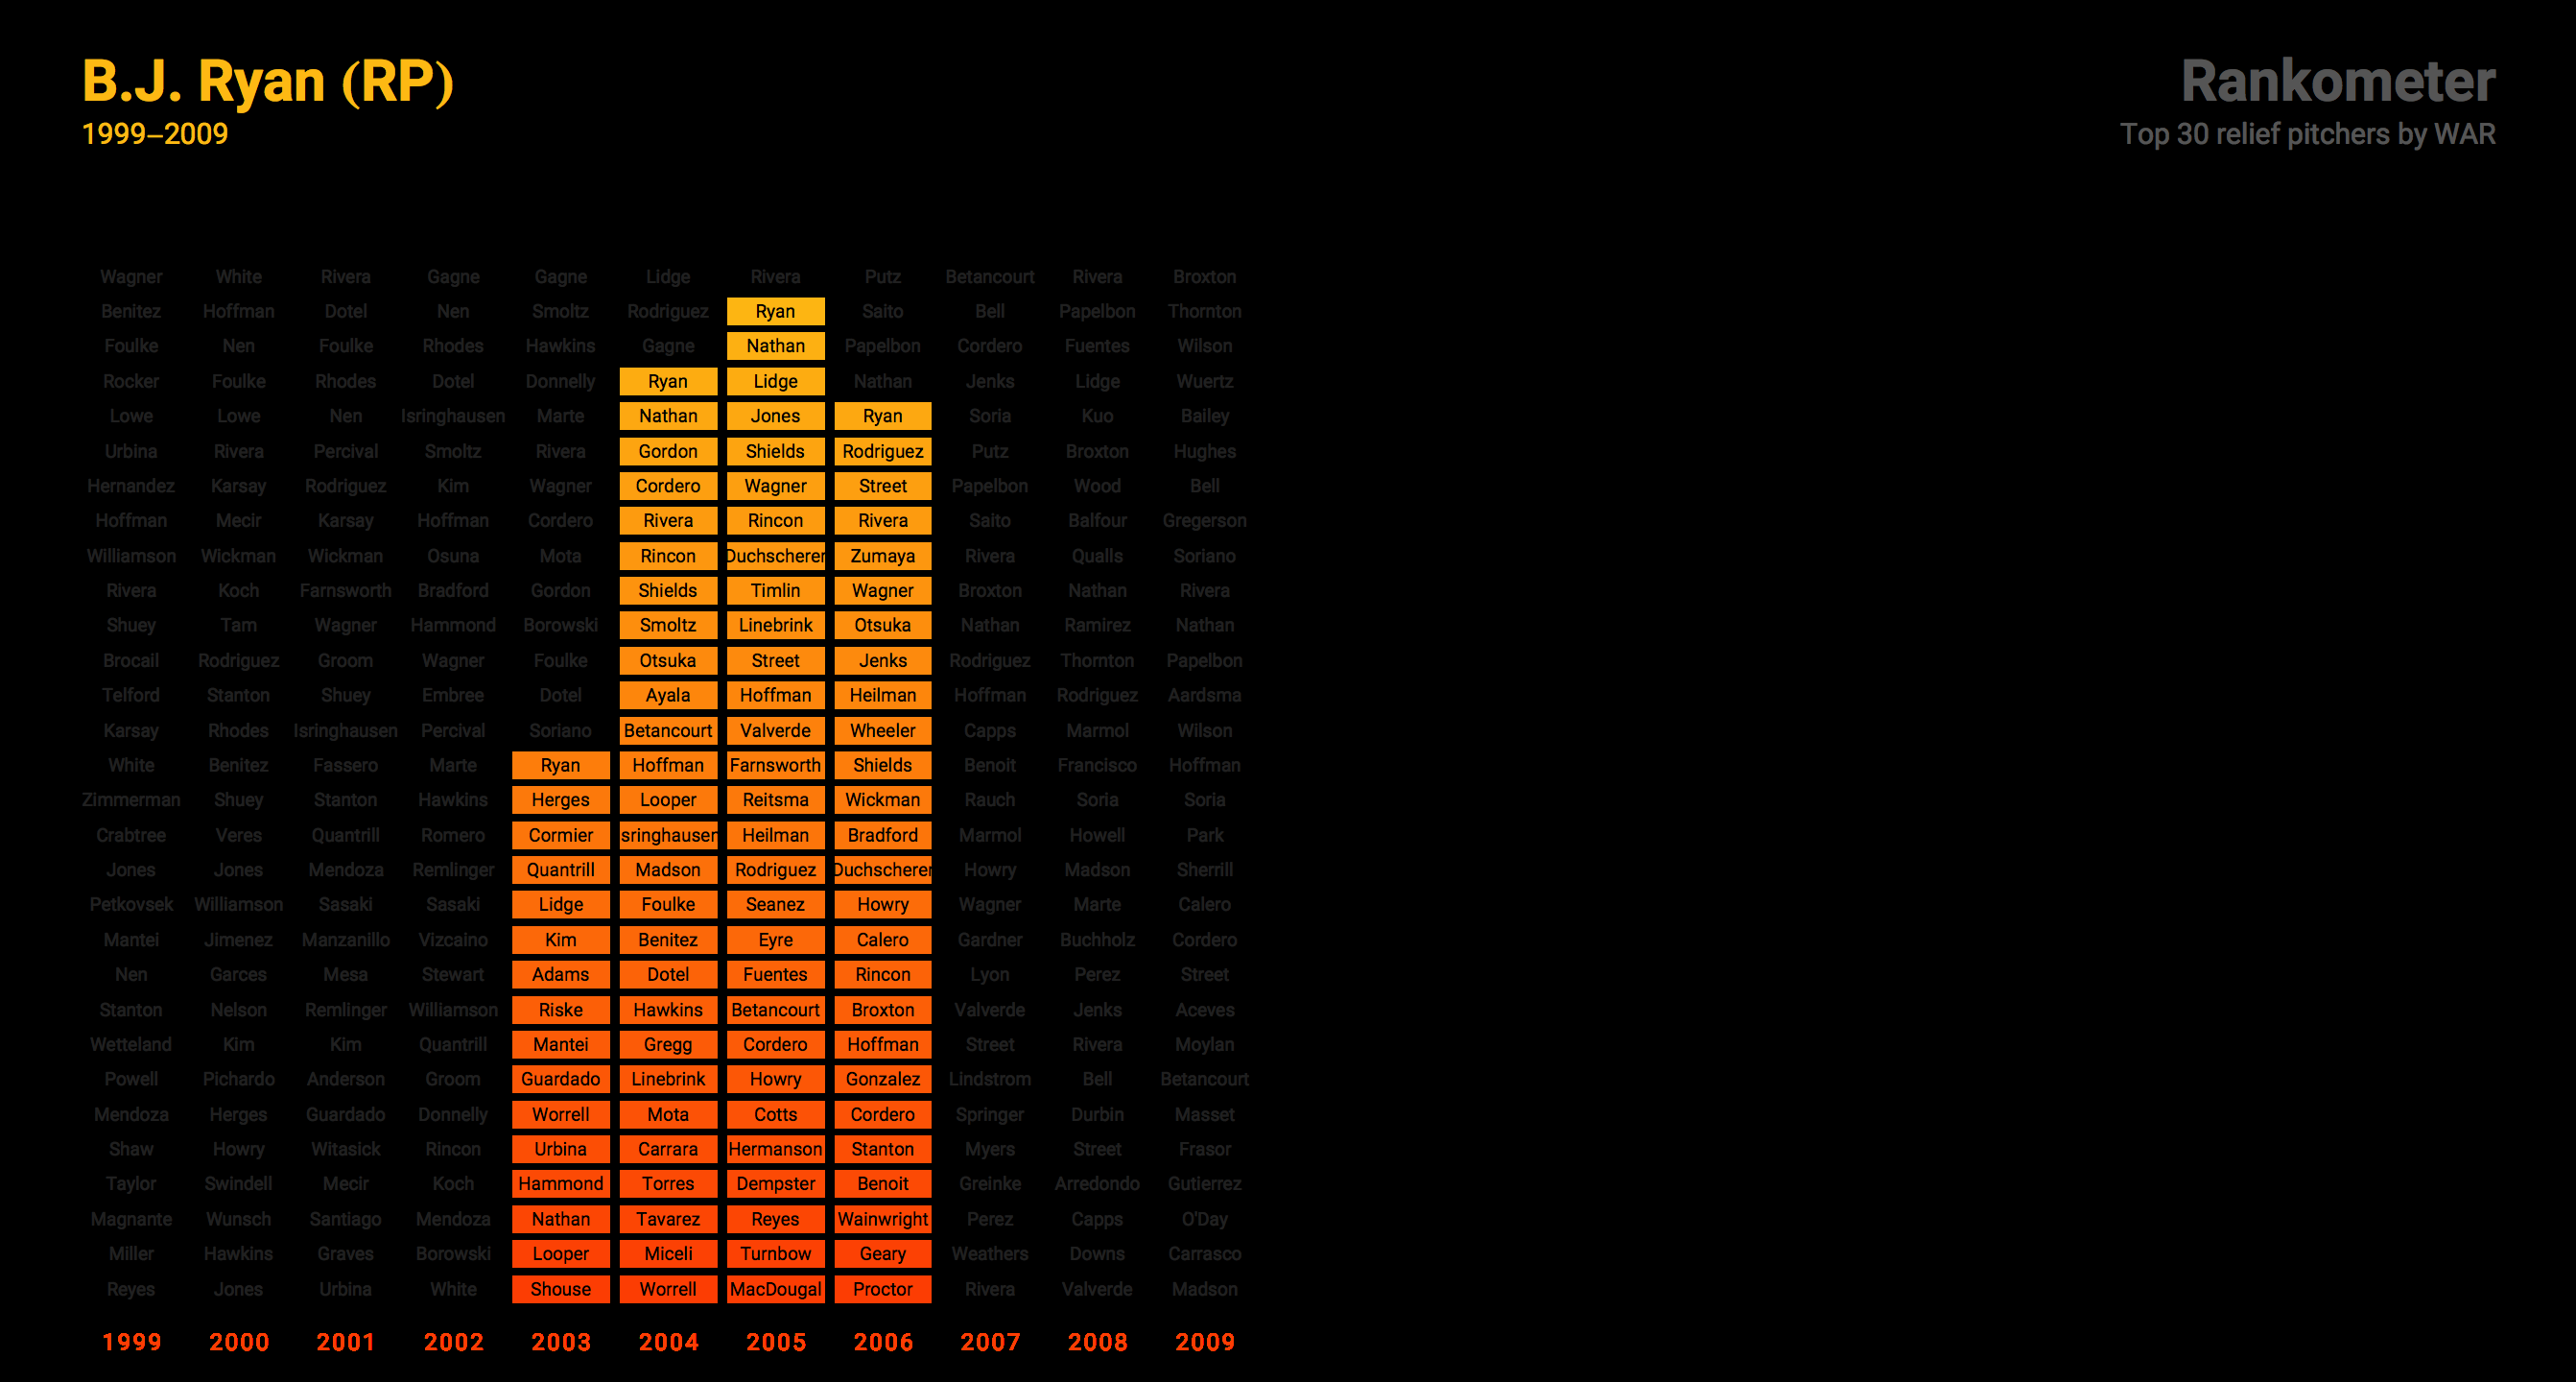 B.J. Ryan (RP)
1999–2009
Rankometer
Top 30 relief pitchers by WAR
Wagner White Rivera Gagne Gagne Lidge Rivera Putz Betancourt Rivera Broxton
Benitez Hoffman Dotel Nen Smoltz Rodriguez Ryan Saito Bell Papelbon Thornton
Foulke Nen Foulke Rhodes Hawkins Gagne Nathan Papelbon Cordero Fuentes Wilson
Rocker Foulke Rhodes Dotel Donnelly Ryan Lidge Nathan Jenks Lidge Wuertz
Lowe Lowe Nen Isringhausen Marte Nathan Jones Ryan Soria Kuo Bailey
Urbina Rivera Percival Smoltz Rivera Gordon Shields Rodriguez Putz Broxton Hughes
Hernandez Karsay Rodriguez Kim Wagner Cordero Wagner Street Papelbon Wood Bell
Hoffman Mecir Karsay Hoffman Cordero Rivera Rincon Rivera Saito Balfour Gregerson
Williamson Wickman Wickman Osuna Mota Rincon Duchscherer Zumaya Rivera Qualls Soriano
Rivera Koch Farnsworth Bradford Gordon Shields Timlin Wagner Broxton Nathan Rivera
Shuey Tam Wagner Hammond Borowski Smoltz Linebrink Otsuka Nathan Ramirez Nathan
Brocail Rodriguez Groom Wagner Foulke Otsuka Street Jenks Rodriguez Thornton Papelbon
Telford Stanton Shuey Embree Dotel Ayala Hoffman Heilman Hoffman Rodriguez Aardsma
Karsay Rhodes Isringhausen Percival Soriano Betancourt Valverde Wheeler Capps Marmol Wilson
White Benitez Fassero Marte Ryan Hoffman Farnsworth Shields Benoit Francisco Hoffman
Zimmerman Shuey Stanton Hawkins Herges Looper Reitsma Wickman Rauch Soria Soria
Crabtree Veres Quantrill Romero Cormier sringhausen Heilman Bradford Marmol Howell Park
Jones Jones Mendoza Remlinger Quantrill Madson Rodriguez Duchscherer Howry Madson Sherrill
Petkovsek Williamson Sasaki Sasaki Lidge Foulke Seanez Howry Wagner Marte Calero
Mantei Jimenez Manzanillo Vizcaino Kim Benitez Eyre Calero Gardner Buchholz Cordero
Nen Garces Mesa Stewart Adams Dotel Fuentes Rincon Lyon Perez Street
Stanton Nelson Remlinger Williamson Riske Hawkins Betancourt Broxton Valverde Jenks Aceves
Wetteland Kim Kim Quantrill Mantei Gregg Cordero Hoffman Street Rivera Moylan
Powell Pichardo Anderson Groom Guardado Linebrink Howry Gonzalez Lindstrom Bell Betancourt
Mendoza Herges Guardado Donnelly Worrell Mota Cotts Cordero Springer Durbin Masset
Shaw Howry Witasick Rincon Urbina Carrara Hermanson Stanton Myers Street Frasor
Taylor Swindell Mecir Koch Hammond Torres Dempster Benoit Greinke Arredondo Gutierrez
Magnante Wunsch Santiago Mendoza Nathan Tavarez Reyes Wainwright Perez Capps O'Day
Miller Hawkins Graves Borowski Looper Miceli Turnbow Geary Weathers Downs Carrasco
Reyes Jones Urbina White Shouse Worrell MacDougal Proctor Rivera Valverde Madson
1999 2000 2001 2002 2003 2004 2005 2006 2007 2008 2009